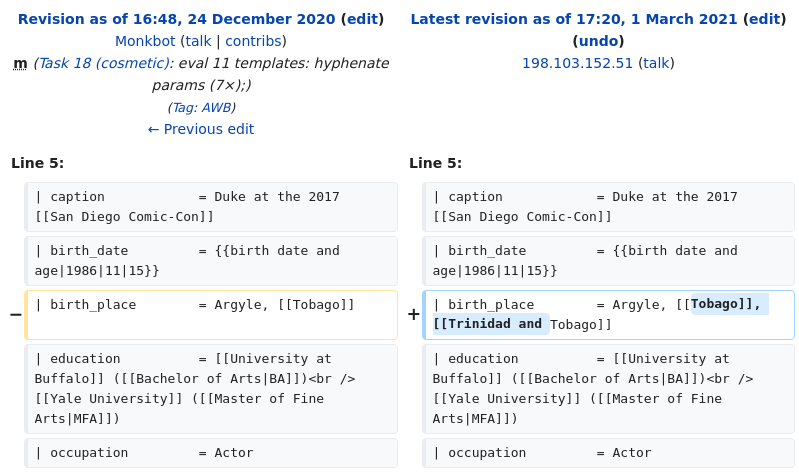 Revision as of 16:48, 24 December 2020 (edit)
Monkbot (talk | contribs)
m (Task 18 (cosmetic): eval 11 templates: hyphenate
params (7×);)
(Tag: AWB)
← Previous edit
Latest revision as of 17:20, 1 March 2021 (edit)
(undo)
198.103.152.51 (talk)
Line 5:
Line 5:
| caption            = Duke at the 2017
[[San Diego Comic-Con]]
| caption            = Duke at the 2017
[[San Diego Comic-Con]]
| birth_date         = {{birth date and
age|1986|11|15}}
| birth_date         = {{birth date and
age|1986|11|15}}
− | birth_place        = Argyle, [[Tobago]]
+ | birth_place        = Argyle, [[Tobago]],
[[Trinidad and Tobago]]
| education          = [[University at
Buffalo]] ([[Bachelor of Arts|BA]])<br />
[[Yale University]] ([[Master of Fine
Arts|MFA]])
| education          = [[University at
Buffalo]] ([[Bachelor of Arts|BA]])<br />
[[Yale University]] ([[Master of Fine
Arts|MFA]])
| occupation         = Actor
| occupation         = Actor